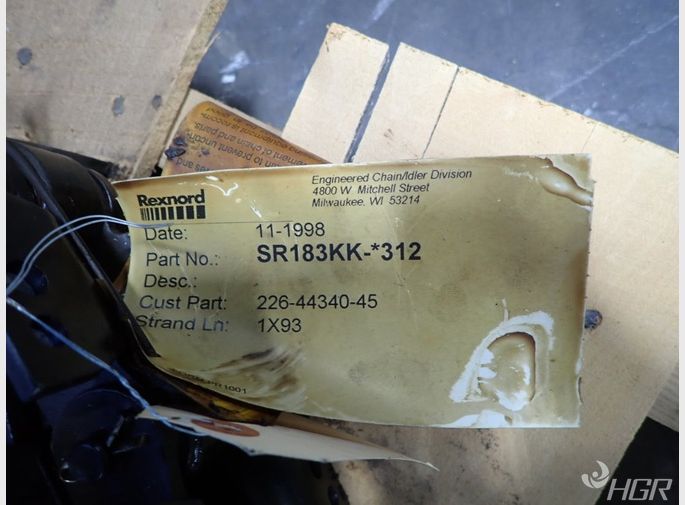 Rexnord
Engineered Chain/Idler Division
4800 W. Mitchell Street
Milwaukee, WI 53214
Date: 11-1998
Part No.: SR183KK-*312
Desc.:
Cust Part: 226-44340-45
Strand Ln: 1X93
HGR